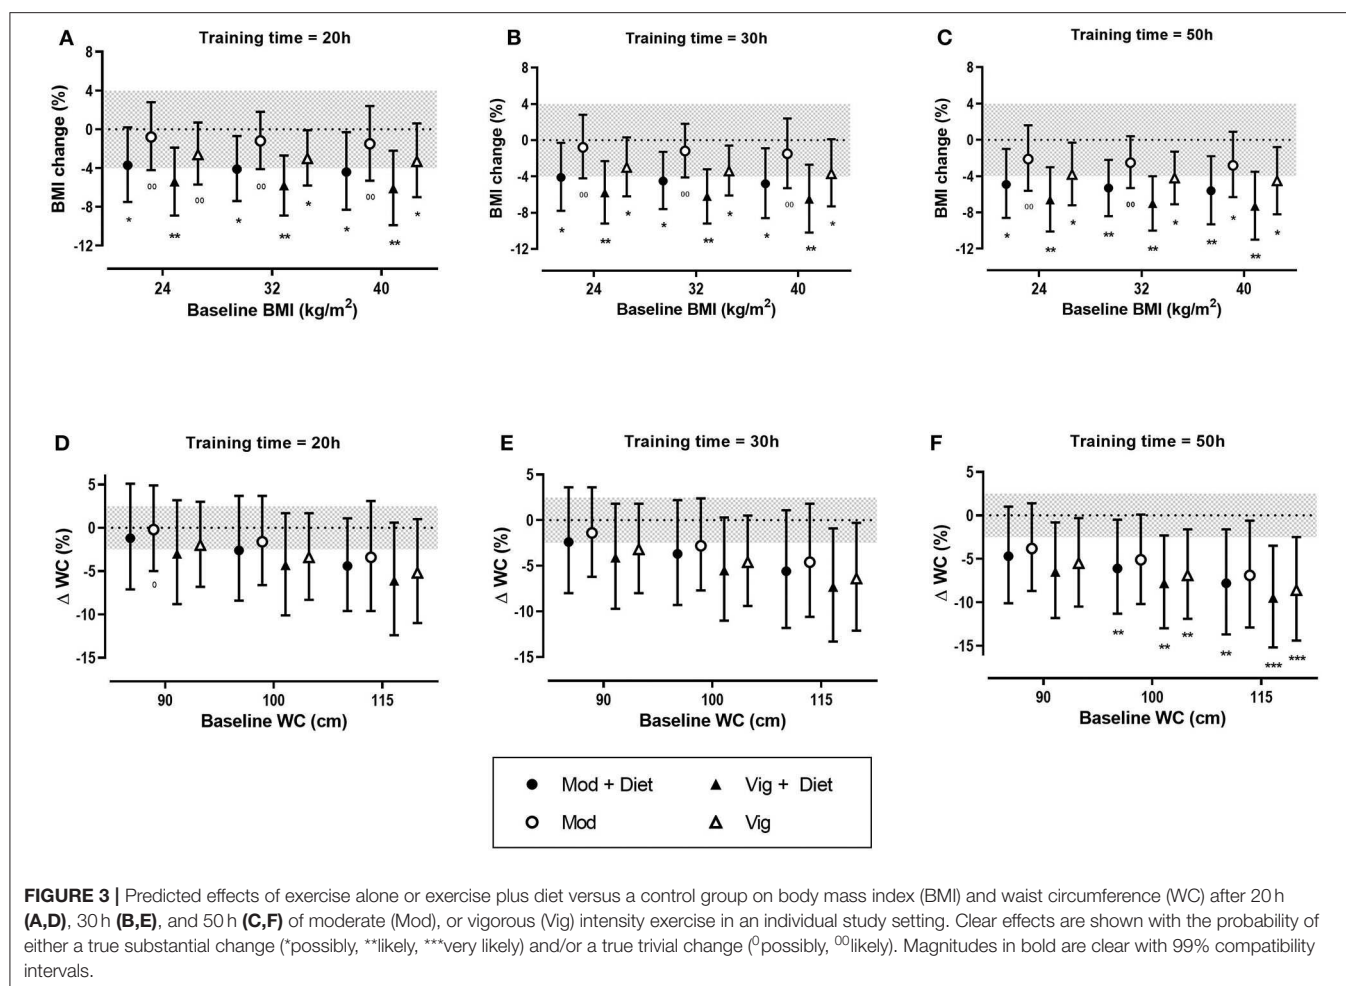 A Training time = 20h
BMI change (%)
8
4
0
-4
-8
-12
* ⁰⁰ ** ⁰⁰ * ⁰⁰ ** * * ⁰⁰ ** *
24 32 40
Baseline BMI (kg/m²)
B Training time = 30h
BMI change (%)
8
4
0
-4
-8
-12
* ⁰⁰ ** * * ⁰⁰ ** * * ⁰⁰ ** *
24 32 40
Baseline BMI (kg/m²)
C Training time = 50h
BMI change (%)
8
4
0
-4
-8
-12
* ⁰⁰ ** * ** ⁰⁰ ** * ** * ** *
24 32 40
Baseline BMI (kg/m²)
D Training time = 20h
Δ WC (%)
5
0
-5
-10
-15
⁰
90 100 115
Baseline WC (cm)
E Training time = 30h
Δ WC (%)
5
0
-5
-10
-15
90 100 115
Baseline WC (cm)
F Training time = 50h
Δ WC (%)
5
0
-5
-10
-15
** ** ** ** *** ***
90 100 115
Baseline WC (cm)
Mod + Diet Vig + Diet
Mod Vig
FIGURE 3 | Predicted effects of exercise alone or exercise plus diet versus a control group on body mass index (BMI) and waist circumference (WC) after 20 h
(A,D), 30 h (B,E), and 50 h (C,F) of moderate (Mod), or vigorous (Vig) intensity exercise in an individual study setting. Clear effects are shown with the probability of
either a true substantial change (*possibly, **likely, ***very likely) and/or a true trivial change (⁰possibly, ⁰⁰likely). Magnitudes in bold are clear with 99% compatibility
intervals.